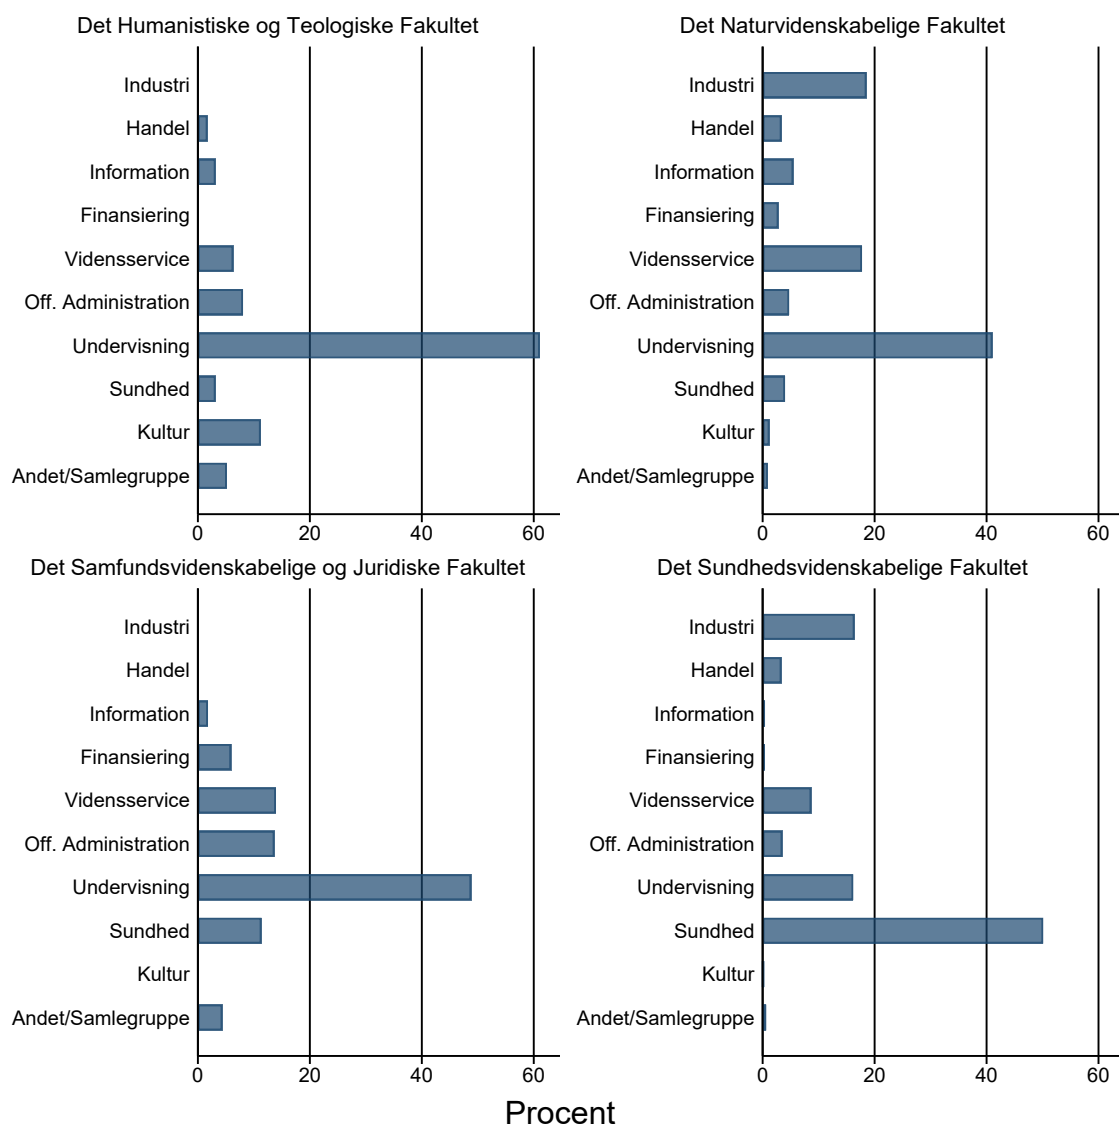 Det Humanistiske og Teologiske Fakultet
Industri
Handel
Information
Finansiering
Vidensservice
Off. Administration
Undervisning
Sundhed
Kultur
Andet/Samlegruppe
0 20 40 60
Det Naturvidenskabelige Fakultet
Industri
Handel
Information
Finansiering
Vidensservice
Off. Administration
Undervisning
Sundhed
Kultur
Andet/Samlegruppe
0 20 40 60
Det Samfundsvidenskabelige og Juridiske Fakultet
Industri
Handel
Information
Finansiering
Vidensservice
Off. Administration
Undervisning
Sundhed
Kultur
Andet/Samlegruppe
0 20 40 60
Det Sundhedsvidenskabelige Fakultet
Industri
Handel
Information
Finansiering
Vidensservice
Off. Administration
Undervisning
Sundhed
Kultur
Andet/Samlegruppe
0 20 40 60
Procent